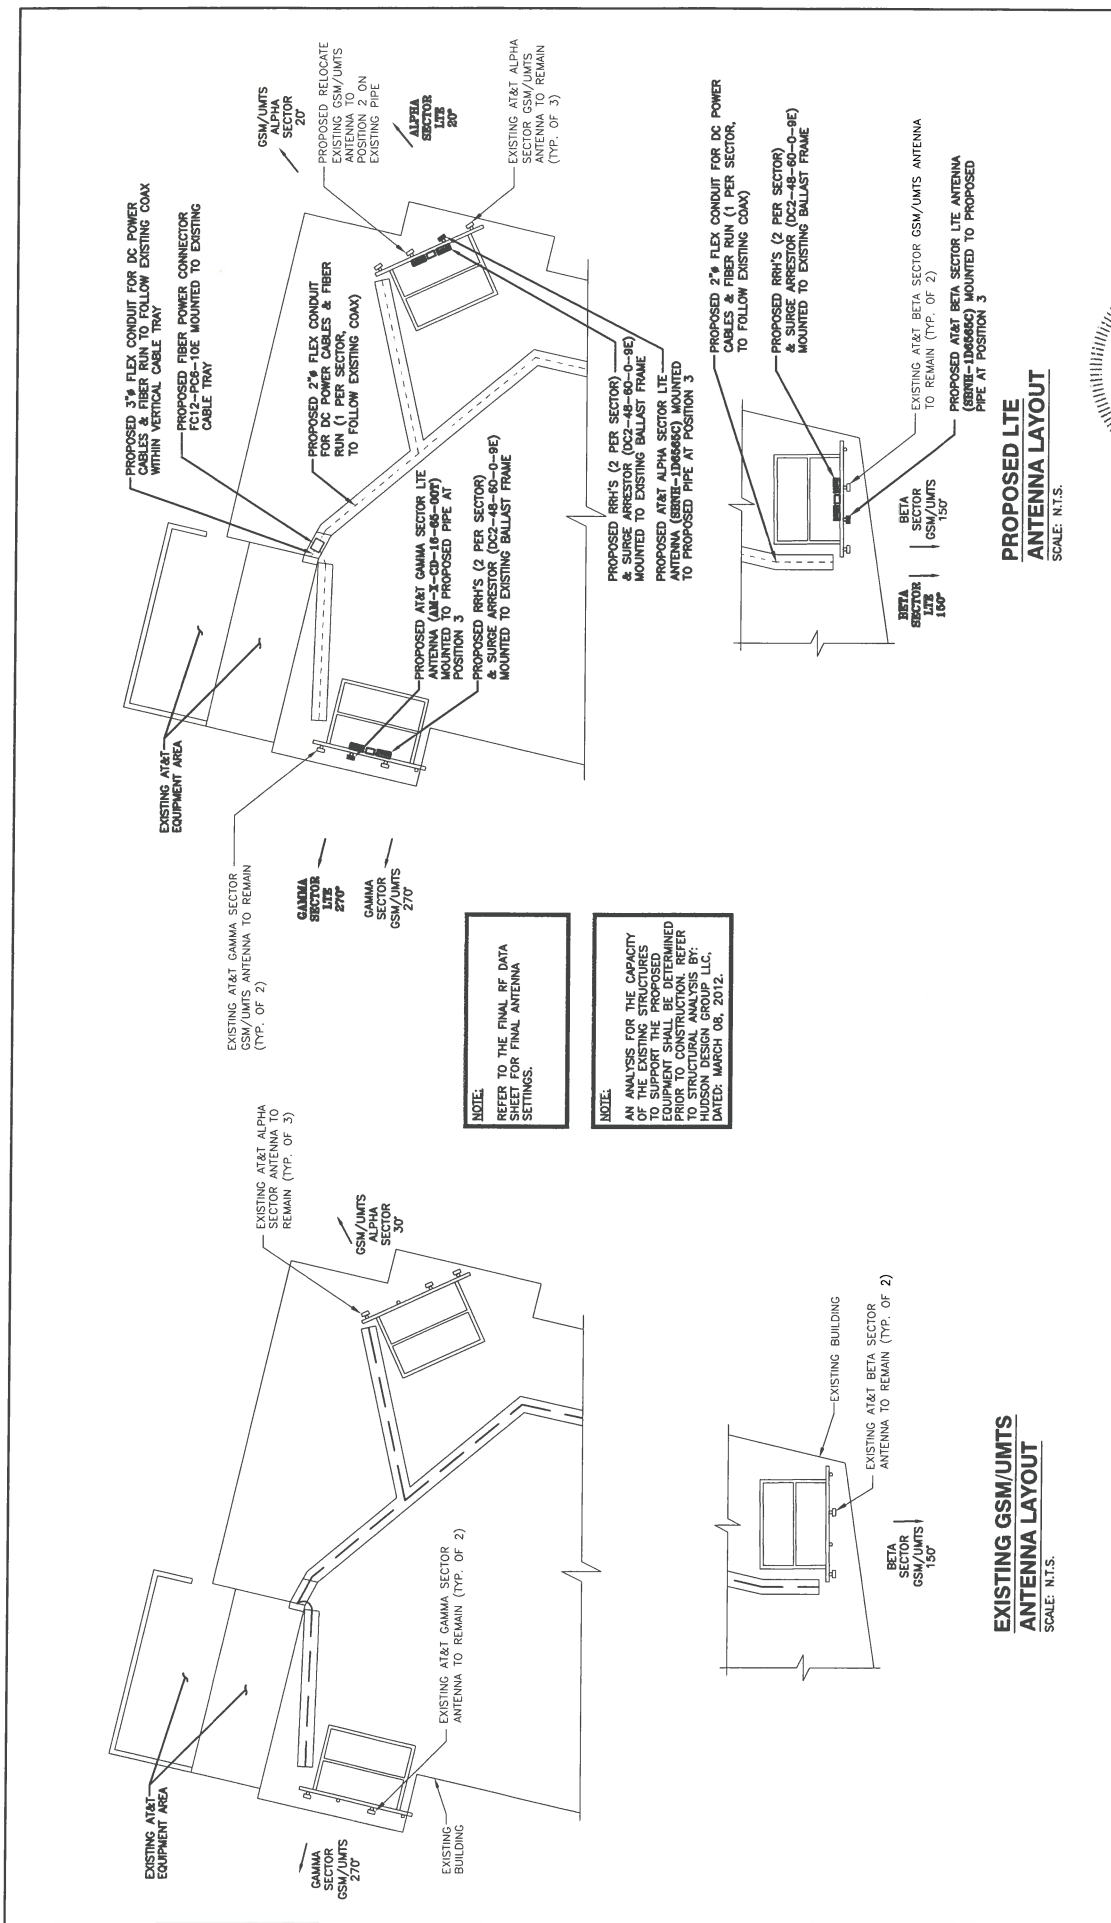 EXISTING AT&T
EQUIPMENT AREA
GAMMA
SECTOR
GSM/UMTS
270°
EXISTING
BUILDING
EXISTING AT&T GAMMA SECTOR
ANTENNA TO REMAIN (TYP. OF 2)
EXISTING AT&T ALPHA
SECTOR ANTENNA TO
REMAIN (TYP. OF 3)
GSM/UMTS
ALPHA
SECTOR
30°
BETA
SECTOR
GSM/UMTS
150°
EXISTING BUILDING
EXISTING AT&T BETA SECTOR
ANTENNA TO REMAIN (TYP. OF 2)
EXISTING GSM/UMTS
ANTENNA LAYOUT
SCALE: N.T.S.
NOTE:
REFER TO THE FINAL RF DATA
SHEET FOR FINAL ANTENNA
SETTINGS.
NOTE:
AN ANALYSIS FOR THE CAPACITY
OF THE EXISTING STRUCTURES
TO SUPPORT THE PROPOSED
EQUIPMENT SHALL BE DETERMINED
PRIOR TO CONSTRUCTION. REFER
TO STRUCTURAL ANALYSIS BY:
HUDSON DESIGN GROUP LLC,
DATED: MARCH 08, 2012.
EXISTING AT&T GAMMA SECTOR
GSM/UMTS ANTENNA TO REMAIN
(TYP. OF 2)
EXISTING AT&T
EQUIPMENT AREA
GAMMA
SECTOR
LTE
270°
GAMMA
SECTOR
GSM/UMTS
270°
PROPOSED 3"ø FLEX CONDUIT FOR DC POWER
CABLES & FIBER RUN TO FOLLOW EXISTING COAX
WITHIN VERTICAL CABLE TRAY
PROPOSED FIBER POWER CONNECTOR
FC12-PC6-10E MOUNTED TO EXISTING
CABLE TRAY
PROPOSED 2"ø FLEX CONDUIT
FOR DC POWER CABLES & FIBER
RUN (1 PER SECTOR,
TO FOLLOW EXISTING COAX)
PROPOSED AT&T GAMMA SECTOR LTE
ANTENNA (AM-X-CD-16-65-00T)
MOUNTED TO PROPOSED PIPE AT
POSITION 3
PROPOSED RRH'S (2 PER SECTOR)
& SURGE ARRESTOR (DC2-48-60-0-9E)
MOUNTED TO EXISTING BALLAST FRAME
GSM/UMTS
ALPHA
SECTOR
20°
PROPOSED RELOCATE
EXISTING GSM/UMTS
ANTENNA TO
POSITION 2 ON
EXISTING PIPE
ALPHA
SECTOR
LTE
20°
EXISTING AT&T ALPHA
SECTOR GSM/UMTS
ANTENNA TO REMAIN
(TYP. OF 3)
PROPOSED RRH'S (2 PER SECTOR)
& SURGE ARRESTOR (DC2-48-60-0-9E)
MOUNTED TO EXISTING BALLAST FRAME
PROPOSED AT&T ALPHA SECTOR LTE
ANTENNA (SBNH-1D6565C) MOUNTED
TO PROPOSED PIPE AT POSITION 3
PROPOSED 2"ø FLEX CONDUIT FOR DC POWER
CABLES & FIBER RUN (1 PER SECTOR,
TO FOLLOW EXISTING COAX)
PROPOSED RRH'S (2 PER SECTOR)
& SURGE ARRESTOR (DC2-48-60-0-9E)
MOUNTED TO EXISTING BALLAST FRAME
EXISTING AT&T BETA SECTOR GSM/UMTS ANTENNA
TO REMAIN (TYP. OF 2)
PROPOSED AT&T BETA SECTOR LTE ANTENNA
(SBNH-1D6565C) MOUNTED TO PROPOSED
PIPE AT POSITION 3
BETA
SECTOR
LTE
150°
BETA
SECTOR
GSM/UMTS
150°
PROPOSED LTE
ANTENNA LAYOUT
SCALE: N.T.S.